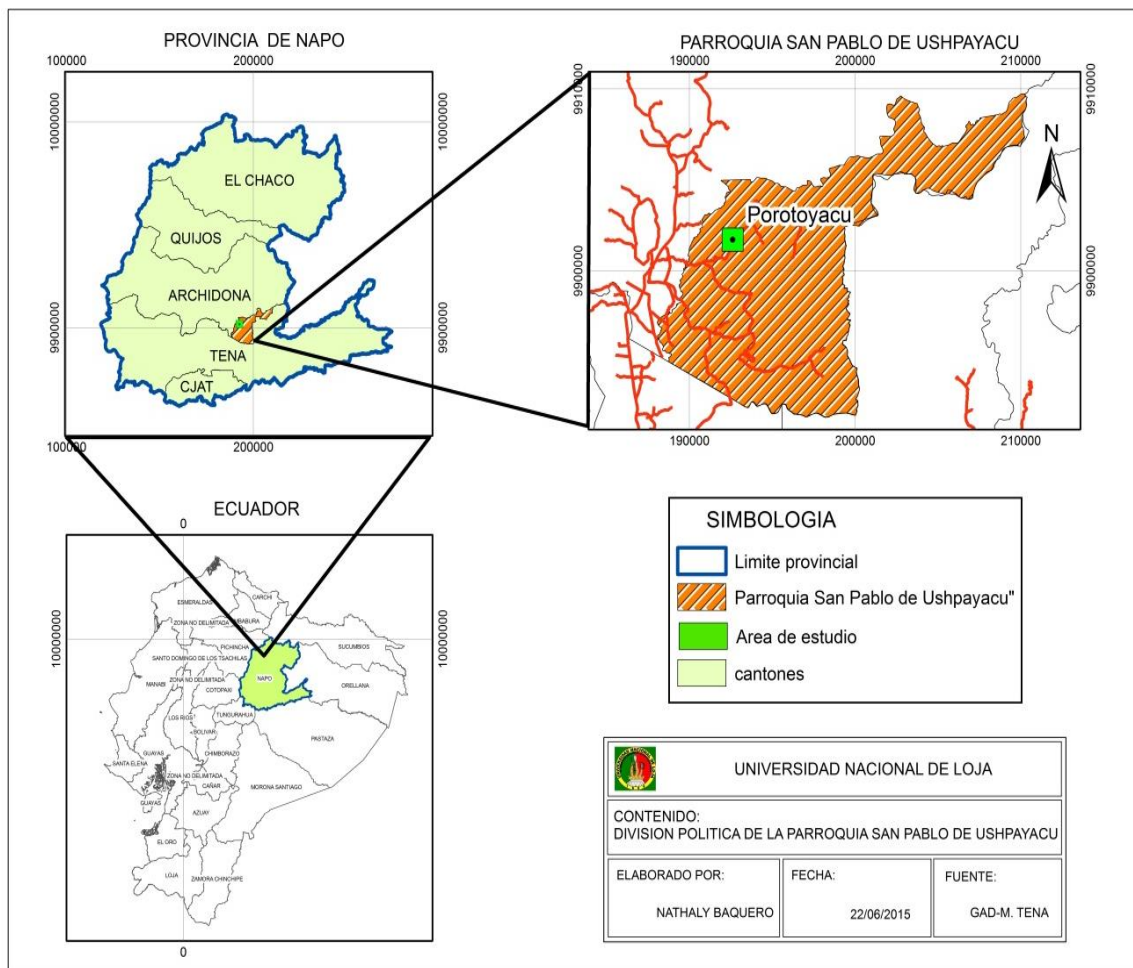 PROVINCIA DE NAPO
100000
200000
10000000
10000000
EL CHACO
QUIJOS
ARCHIDONA
9900000
9900000
TENA
CJAT
100000
200000
PARROQUIA SAN PABLO DE USHPAYACU
190000
200000
210000
9910000
9910000
N
Porotoyacu
9900000
9900000
190000
200000
210000
ECUADOR
0
CARCHI
ESMERALDAS
ZONA NO DELIMITADA
IMBABURA
10000000
10000000
PICHINCHA
SUCUMBIOS
SANTO DOMINGO DE LOS TSACHILAS
ZONA NO DELIMITADA
NAPO
ORELLANA
MANABI
COTOPAXI
LOS RIOS
TUNGURAHUA
BOLIVAR
PASTAZA
GUAYAS
CHIMBORAZO
SANTA ELENA
ZONA NO DELIMITADA
CAÑAR
MORONA SANTIAGO
GUAYAS
AZUAY
EL ORO
LOJA
ZAMORA CHINCHIPE
0
SIMBOLOGIA
Limite provincial
Parroquia San Pablo de Ushpayacu"
Area de estudio
cantones
UNIVERSIDAD NACIONAL DE LOJA
CONTENIDO:
DIVISION POLITICA DE LA PARROQUIA SAN PABLO DE USHPAYACU
ELABORADO POR:
NATHALY BAQUERO
FECHA:
22/06/2015
FUENTE:
GAD-M. TENA